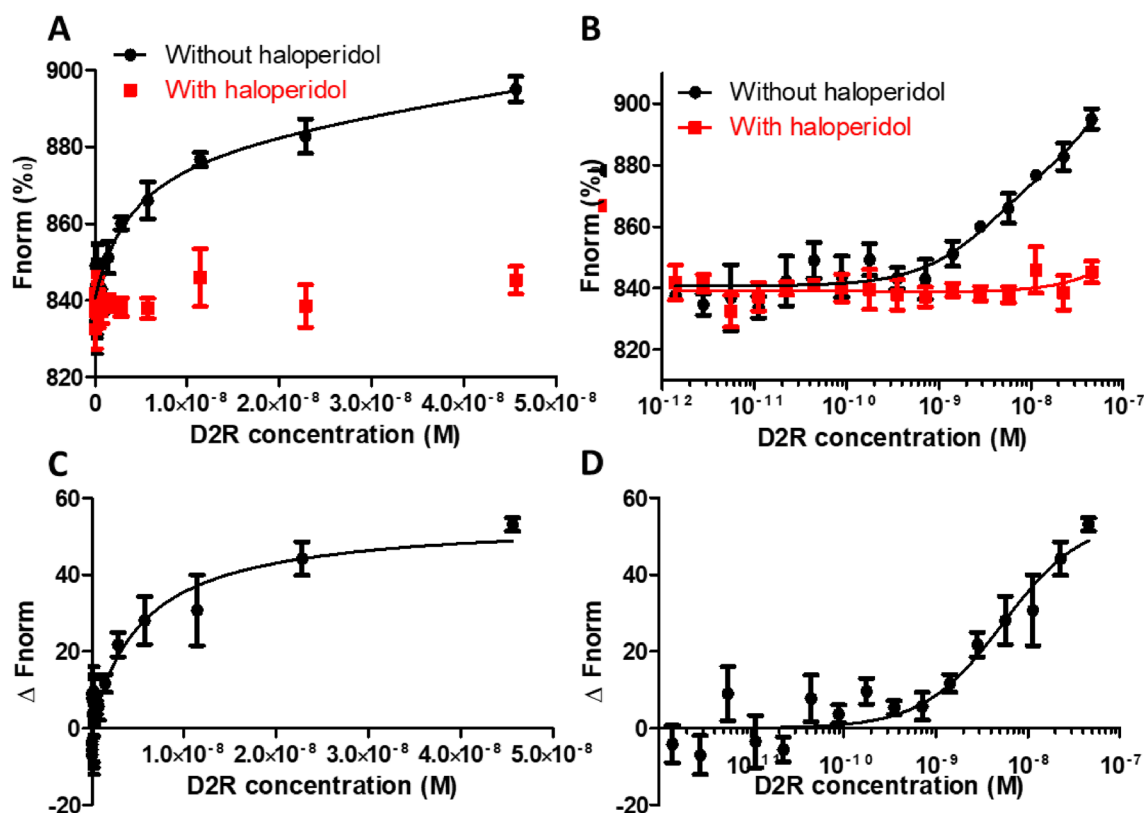 A
Without haloperidol
With haloperidol
900
880
860
840
820
Fnorm (‰)
0
1.0×10-8
2.0×10-8
3.0×10-8
4.0×10-8
5.0×10-8
D2R concentration (M)
B
Without haloperidol
With haloperidol
900
880
860
840
820
Fnorm (‰)
10-12
10-11
10-10
10-9
10-8
10-7
D2R concentration (M)
C
60
40
20
0
-20
Δ Fnorm
1.0×10-8
2.0×10-8
3.0×10-8
4.0×10-8
5.0×10-8
D2R concentration (M)
D
60
40
20
0
-20
Δ Fnorm
10-11
10-10
10-9
10-8
10-7
D2R concentration (M)